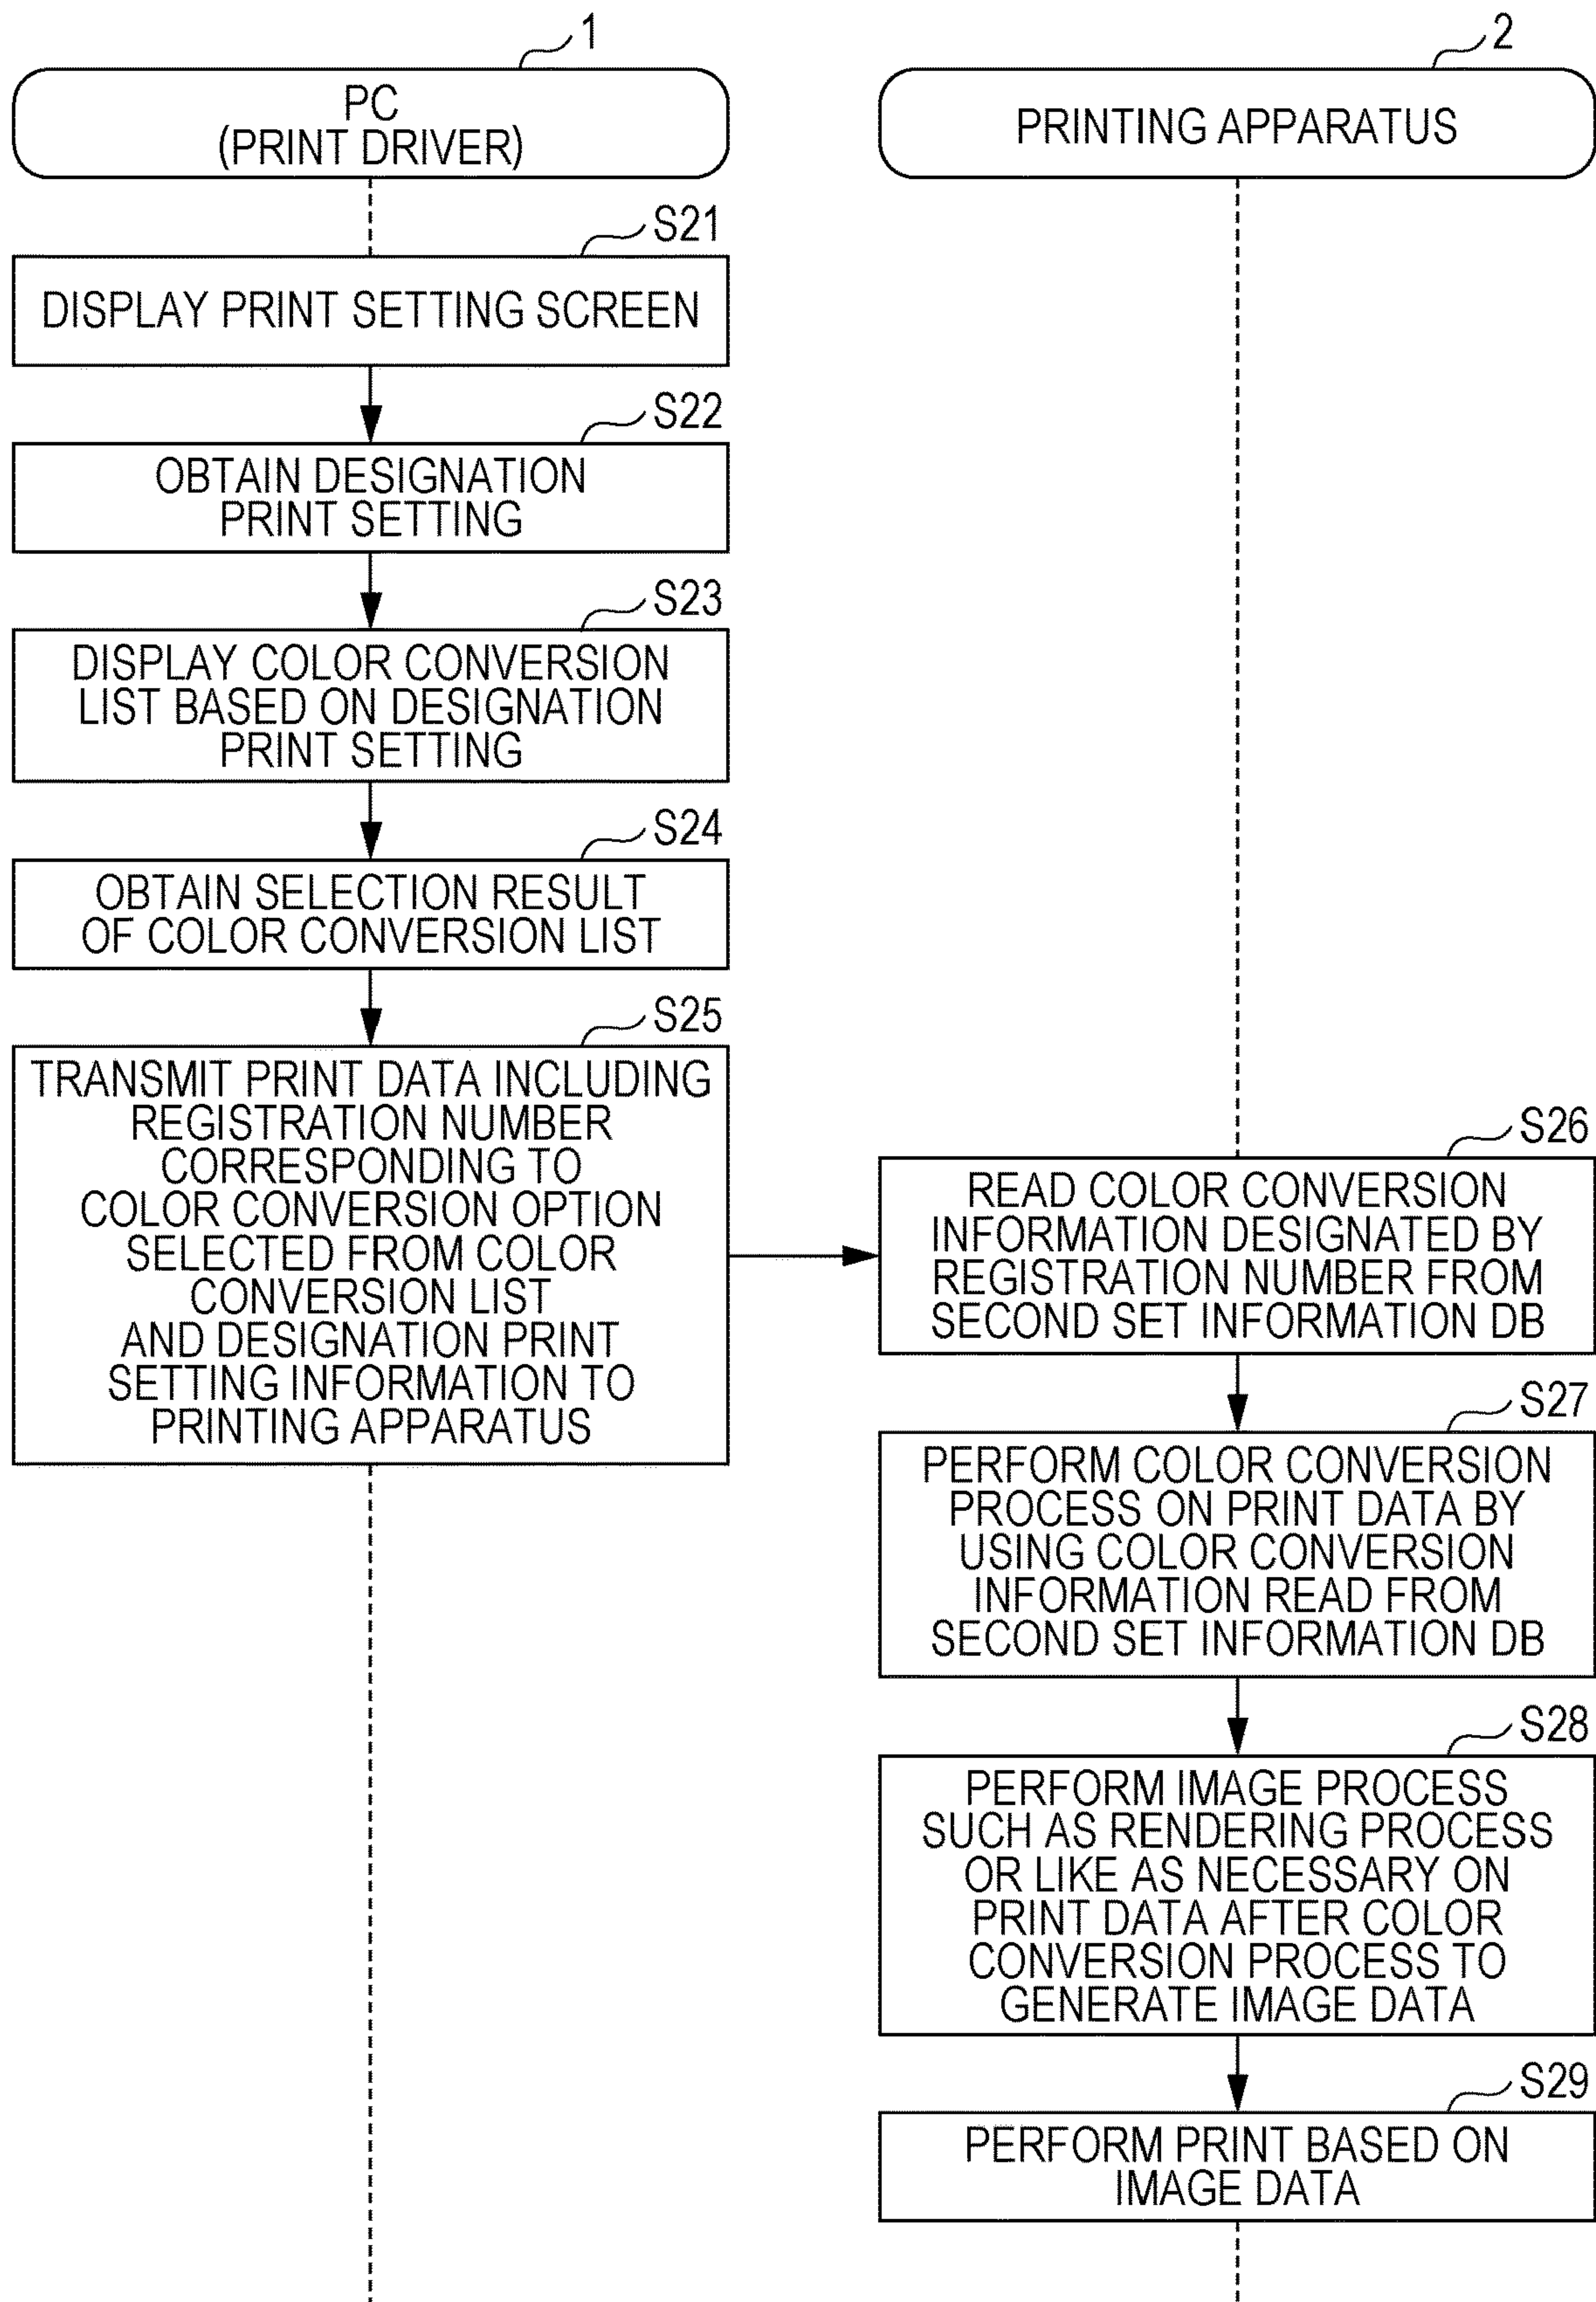 1
PC
(PRINT DRIVER)
S21
DISPLAY PRINT SETTING SCREEN
S22
OBTAIN DESIGNATION
PRINT SETTING
S23
DISPLAY COLOR CONVERSION
LIST BASED ON DESIGNATION
PRINT SETTING
S24
OBTAIN SELECTION RESULT
OF COLOR CONVERSION LIST
S25
TRANSMIT PRINT DATA INCLUDING
REGISTRATION NUMBER
CORRESPONDING TO
COLOR CONVERSION OPTION
SELECTED FROM COLOR
CONVERSION LIST
AND DESIGNATION PRINT
SETTING INFORMATION TO
PRINTING APPARATUS
2
PRINTING APPARATUS
S26
READ COLOR CONVERSION
INFORMATION DESIGNATED BY
REGISTRATION NUMBER FROM
SECOND SET INFORMATION DB
S27
PERFORM COLOR CONVERSION
PROCESS ON PRINT DATA BY
USING COLOR CONVERSION
INFORMATION READ FROM
SECOND SET INFORMATION DB
S28
PERFORM IMAGE PROCESS
SUCH AS RENDERING PROCESS
OR LIKE AS NECESSARY ON
PRINT DATA AFTER COLOR
CONVERSION PROCESS TO
GENERATE IMAGE DATA
S29
PERFORM PRINT BASED ON
IMAGE DATA